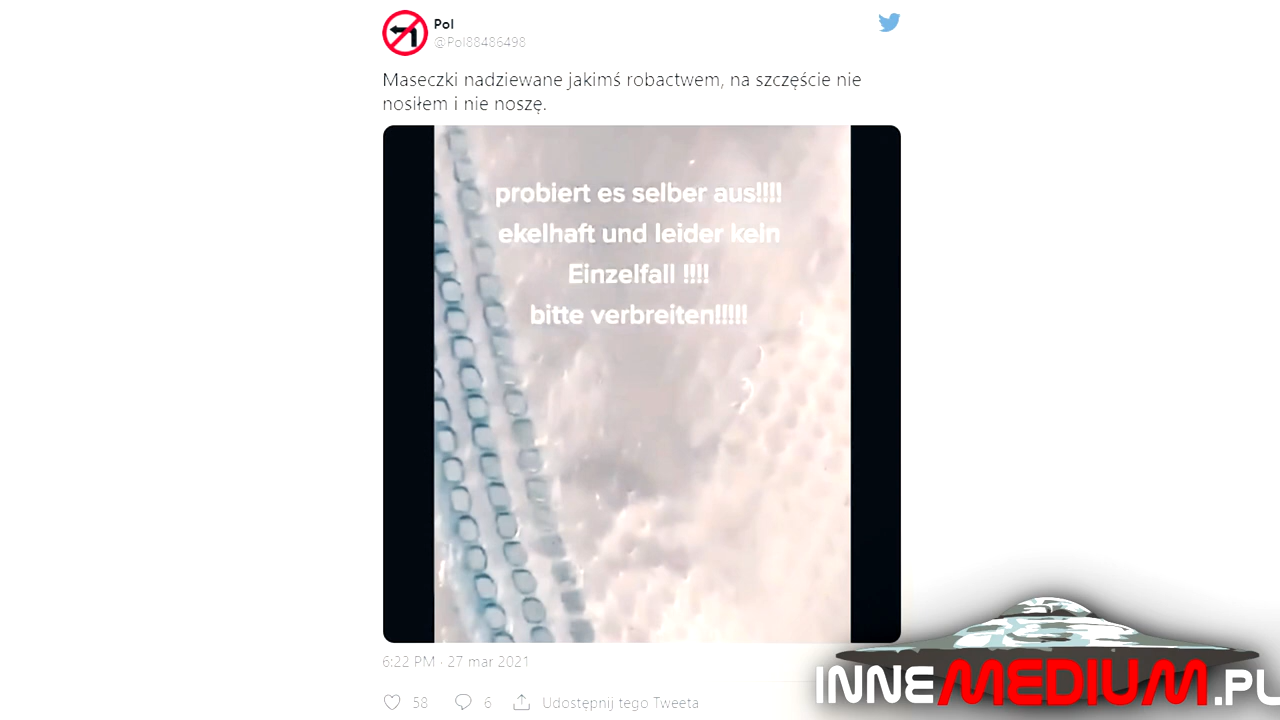 Pol
@Pol88486498
Maseczki nadziewane jakimś robactwem, na szczęście nie
nosiłem i nie noszę.
probiert es selber aus!!!!
ekelhaft und leider kein
Einzelfall !!!!
bitte verbreiten!!!!!
6:22 PM · 27 mar 2021
58 6 Udostępnij tego Tweeta
INNEMEDIUM.PL